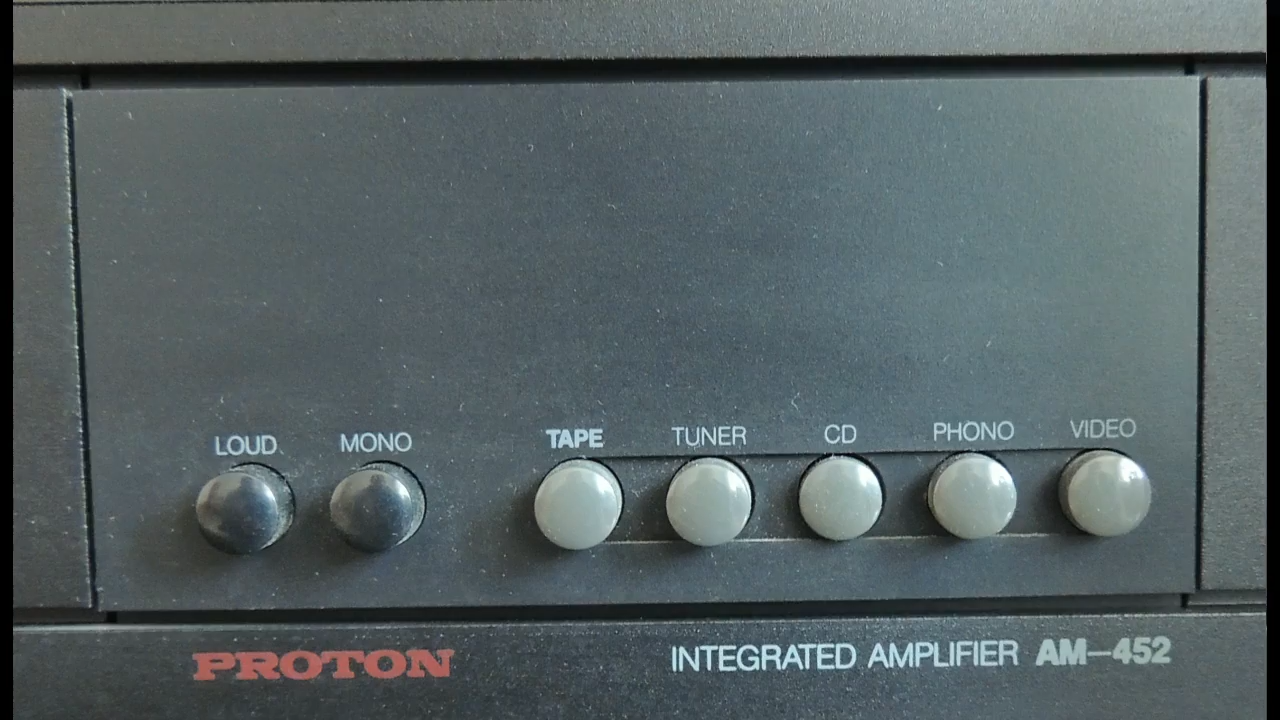 LOUD MONO TAPE TUNER CD PHONO VIDEO
PROTON INTEGRATED AMPLIFIER AM-452